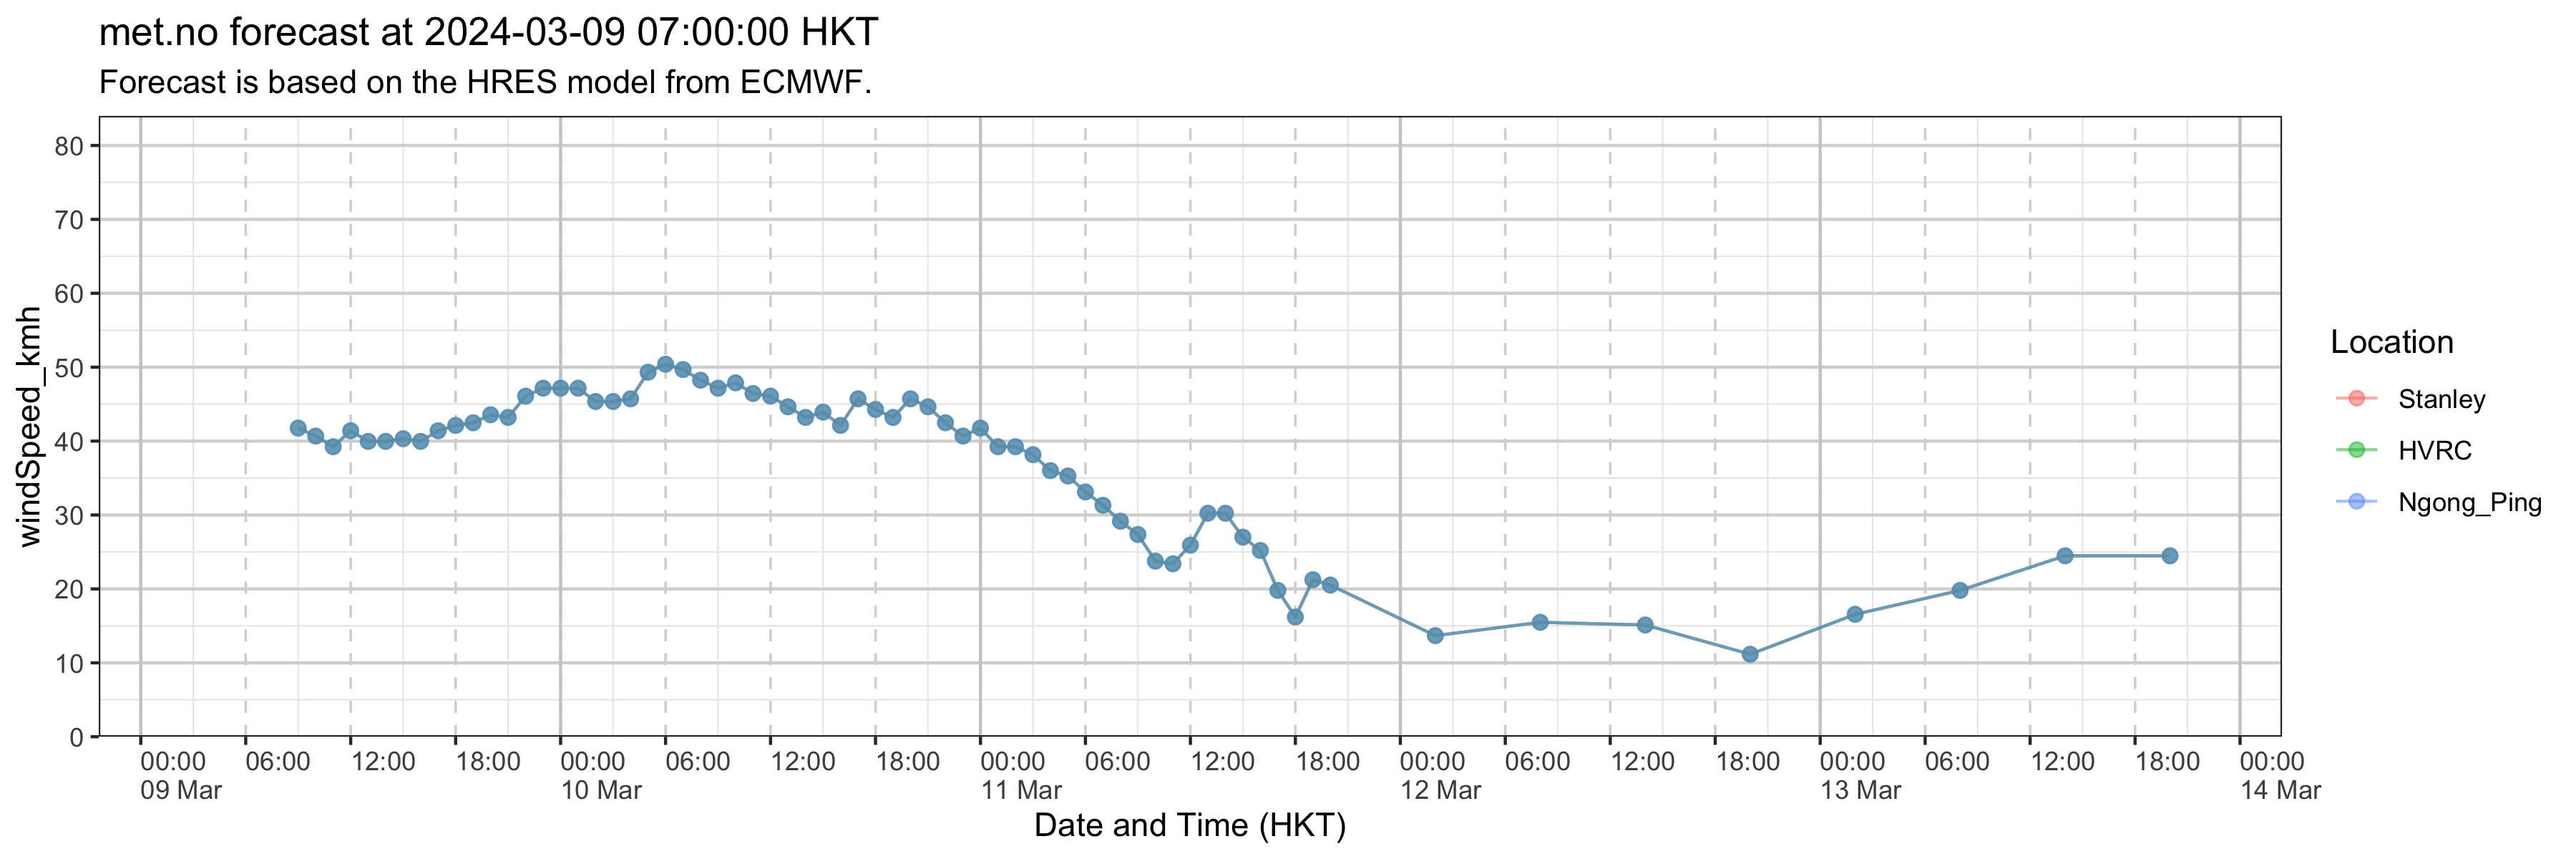 met.no forecast at 2024-03-09 07:00:00 HKT
Forecast is based on the HRES model from ECMWF.
windSpeed_kmh
80
70
60
50
40
30
20
10
0
00:00 06:00 12:00 18:00 00:00 06:00 12:00 18:00 00:00 06:00 12:00 18:00 00:00 06:00 12:00 18:00 00:00 06:00 12:00 18:00 00:00
09 Mar 10 Mar 11 Mar 12 Mar 13 Mar 14 Mar
Date and Time (HKT)
Location
Stanley
HVRC
Ngong_Ping